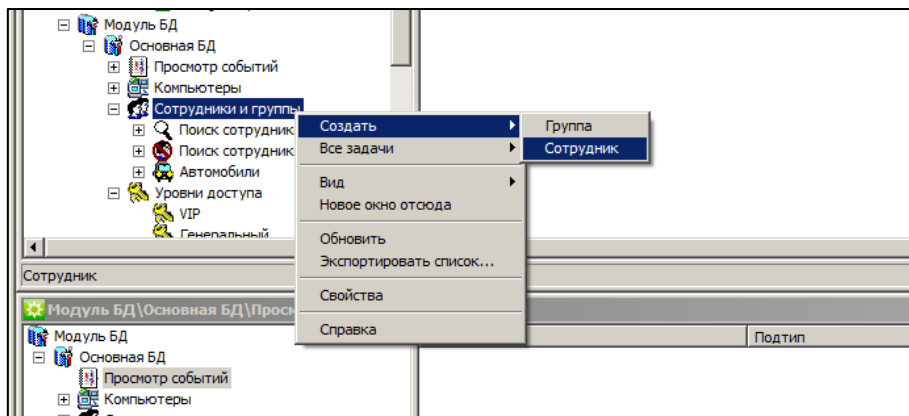 Модуль БД
Основная БД
Просмотр событий
Компьютеры
Сотрудники и группы
Поиск сотрудник
Поиск сотрудник
Автомобили
Уровни доступа
VIP
Генеральный
Создать
Все задачи
Вид
Новое окно отсюда
Обновить
Экспортировать список...
Свойства
Справка
Группа
Сотрудник
Сотрудник
Модуль БД\Основная БД\Просм
Модуль БД
Подтип
Основная БД
Просмотр событий
Компьютеры